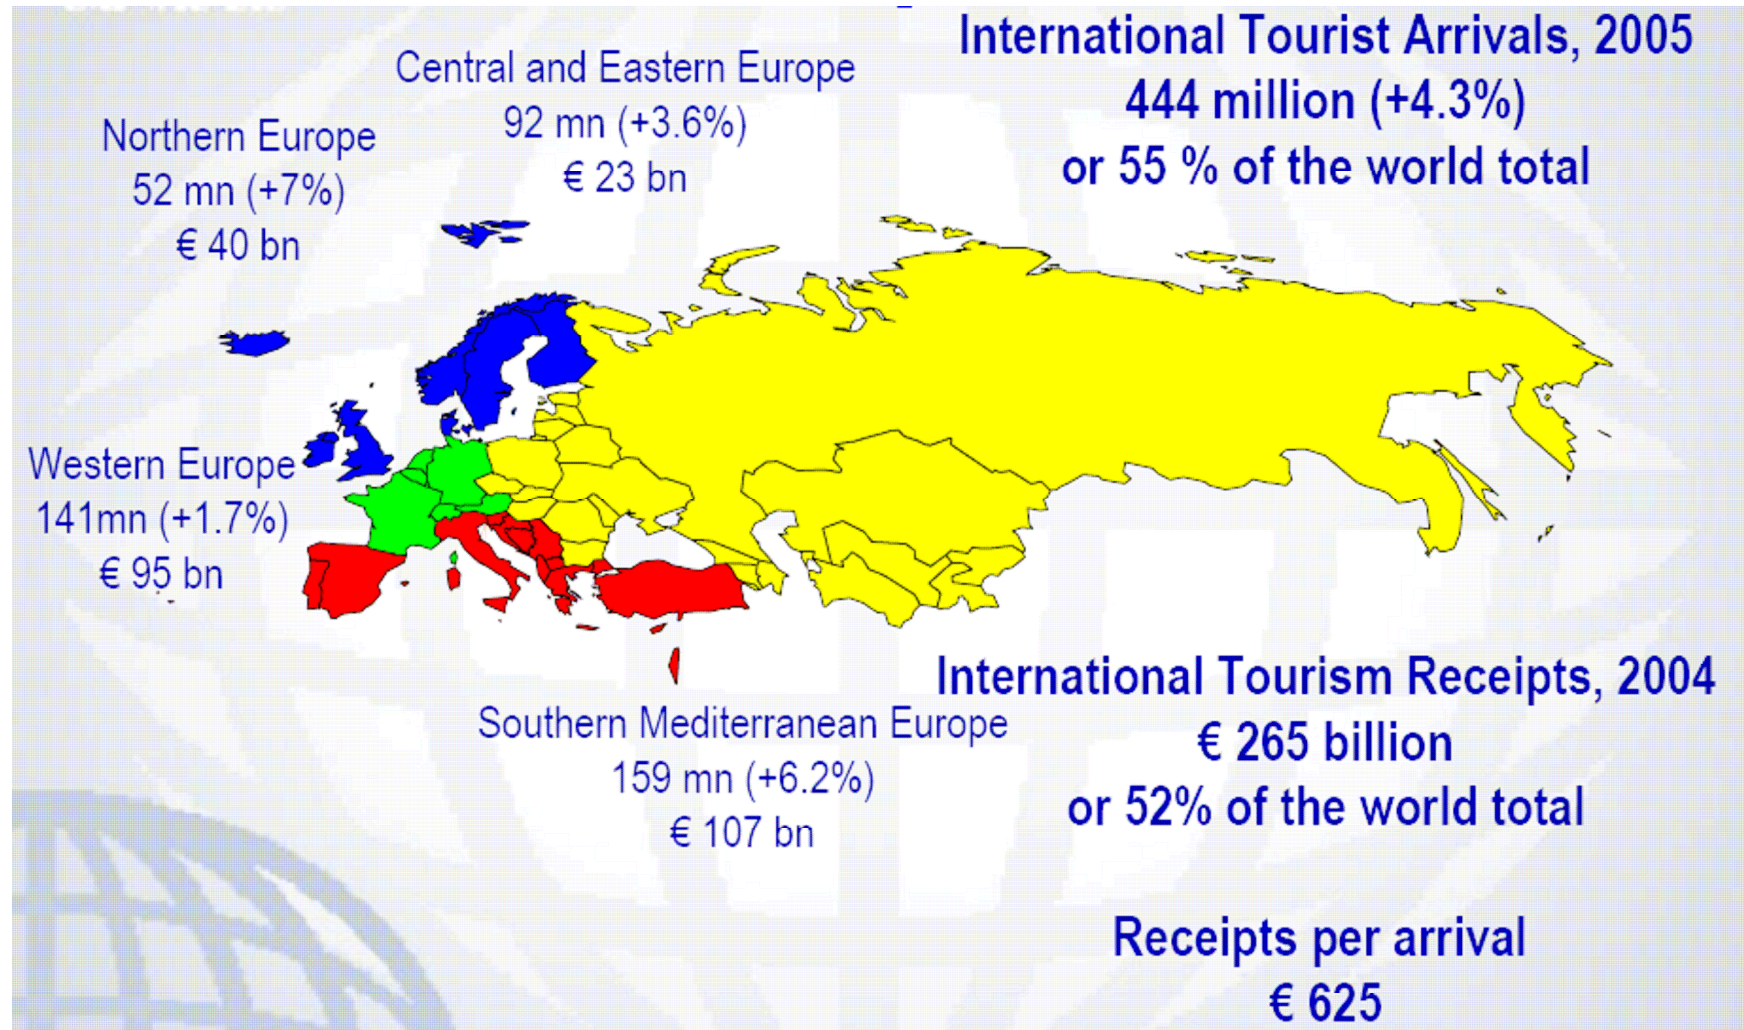 International Tourist Arrivals, 2005
444 million (+4.3%)
or 55 % of the world total
Central and Eastern Europe
92 mn (+3.6%)
€ 23 bn
Northern Europe
52 mn (+7%)
€ 40 bn
Western Europe
141mn (+1.7%)
€ 95 bn
Southern Mediterranean Europe
159 mn (+6.2%)
€ 107 bn
International Tourism Receipts, 2004
€ 265 billion
or 52% of the world total
Receipts per arrival
€ 625